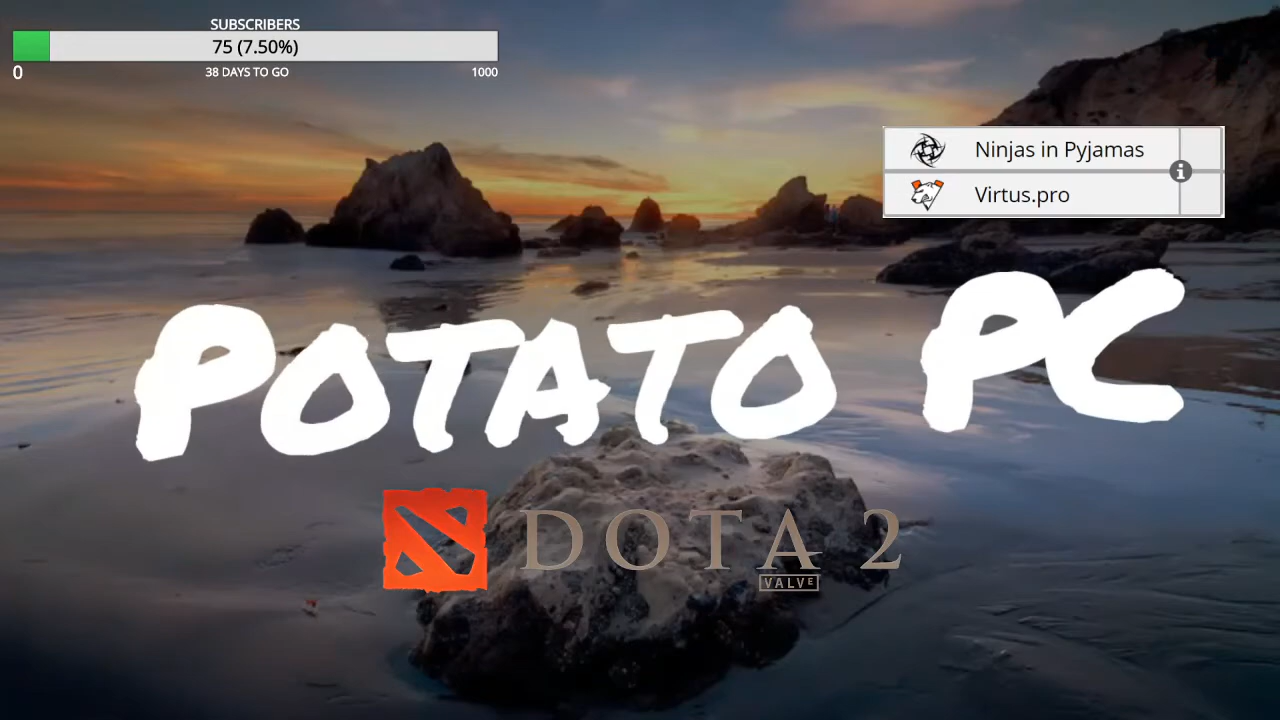 SUBSCRIBERS
75 (7.50%)
0
38 DAYS TO GO
1000
Ninjas in Pyjamas
Virtus.pro
POTATO PC
DOTA 2
VALVE